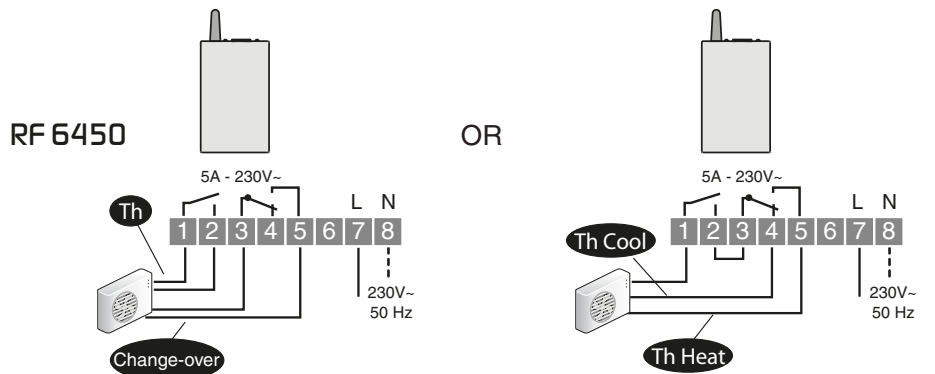 RF 6450
OR
5A - 230V~
L N
Th
1 2 3 4 5 6 7 8
230V~
50 Hz
Change-over
5A - 230V~
L N
Th Cool
1 2 3 4 5 6 7 8
230V~
50 Hz
Th Heat